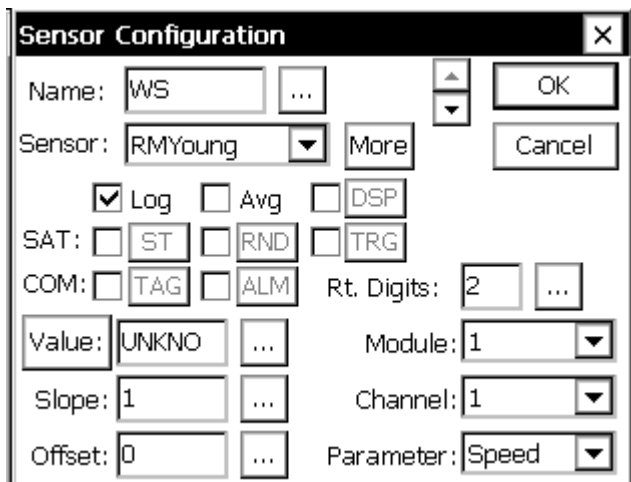 Sensor Configuration
Name: WS ... OK
Sensor: RMYoung More Cancel
Log Avg DSP
SAT: ST RND TRG
COM: TAG ALM Rt. Digits: 2 ...
Value: UNKNO ... Module: 1
Slope: 1 ... Channel: 1
Offset: 0 ... Parameter: Speed